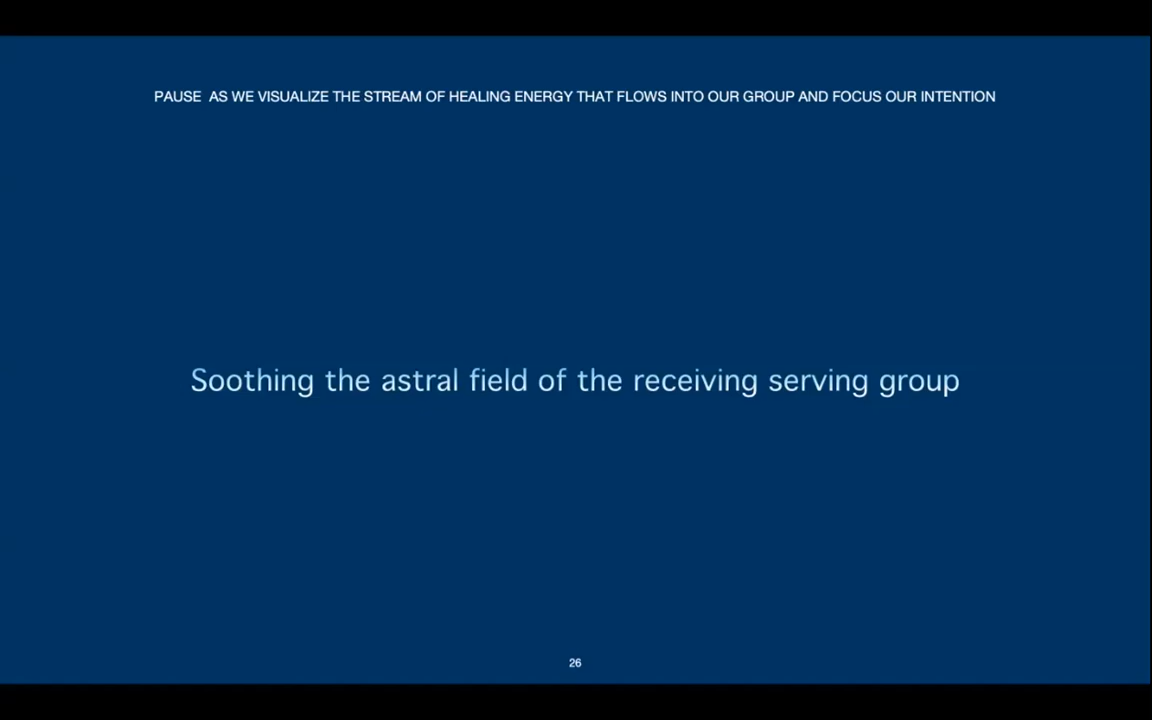 PAUSE  AS WE VISUALIZE THE STREAM OF HEALING ENERGY THAT FLOWS INTO OUR GROUP AND FOCUS OUR INTENTION
Soothing the astral field of the receiving serving group
26